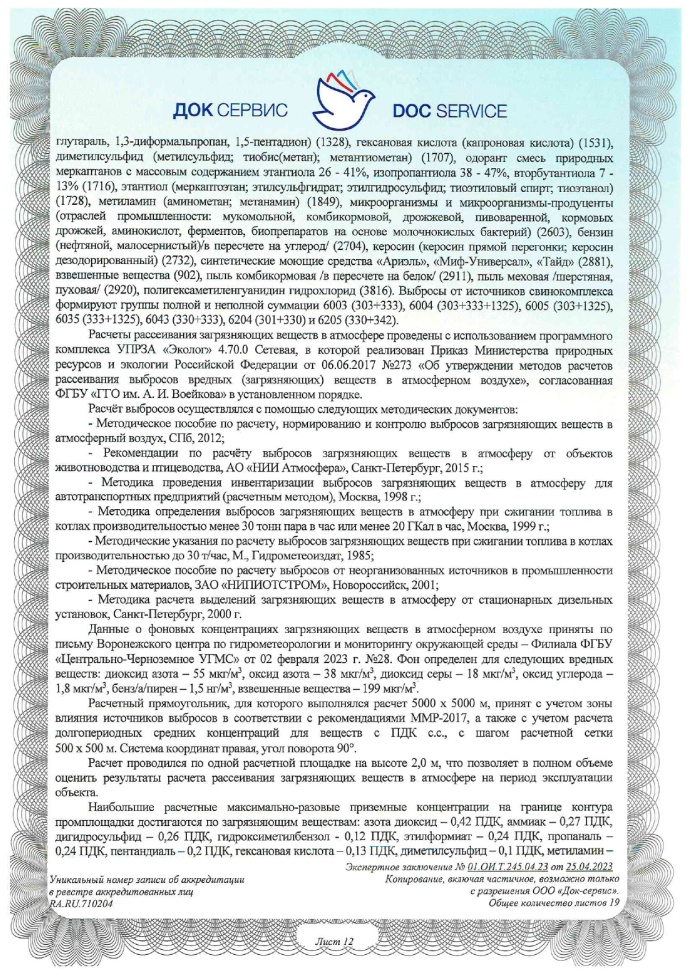 ДОК СЕРВИС DOC SERVICE
глутараль, 1,3-диформальпропан, 1,5-пентадион) (1328), гексановая кислота (капроновая кислота) (1531),
диметилсульфид (метилсульфид; тиобис(метан); метантиометан) (1707), одорант смесь природных
меркаптанов с массовым содержанием этантиола 26 - 41%, изопропантиола 38 - 47%, вторбутантиола 7 -
13% (1716), этантиол (меркаптоэтан; этилсульфгидрат; этилгидросульфид; тиоэтиловый спирт; тиоэтанол)
(1728), метиламин (аминометан; метанамин) (1849), микроорганизмы и микроорганизмы-продуценты
(отраслей промышленности: мукомольной, комбикормовой, дрожжевой, пивоваренной, кормовых
дрожжей, аминокислот, ферментов, биопрепаратов на основе молочнокислых бактерий) (2603), бензин
(нефтяной, малосернистый)/в пересчете на углерод/ (2704), керосин (керосин прямой перегонки; керосин
дезодорированный) (2732), синтетические моющие средства «Ариэль», «Миф-Универсал», «Тайд» (2881),
взвешенные вещества (902), пыль комбикормовая /в пересчете на белок/ (2911), пыль меховая /шерстяная,
пуховая/ (2920), полигексаметиленгуанидин гидрохлорид (3816). Выбросы от источников свинокомплекса
формируют группы полной и неполной суммации 6003 (303+333), 6004 (303+333+1325), 6005 (303+1325),
6035 (333+1325), 6043 (330+333), 6204 (301+330) и 6205 (330+342).
Расчеты рассеивания загрязняющих веществ в атмосфере проведены с использованием программного
комплекса УПРЗА «Эколог» 4.70.0 Сетевая, в которой реализован Приказ Министерства природных
ресурсов и экологии Российской Федерации от 06.06.2017 №273 «Об утверждении методов расчетов
рассеивания выбросов вредных (загрязняющих) веществ в атмосферном воздухе», согласованная
ФГБУ «ГГО им. А. И. Воейкова» в установленном порядке.
Расчёт выбросов осуществлялся с помощью следующих методических документов:
- Методическое пособие по расчету, нормированию и контролю выбросов загрязняющих веществ в
атмосферный воздух, СПб, 2012;
- Рекомендации по расчёту выбросов загрязняющих веществ в атмосферу от объектов
животноводства и птицеводства, АО «НИИ Атмосфера», Санкт-Петербург, 2015 г.;
- Методика проведения инвентаризации выбросов загрязняющих веществ в атмосферу для
автотранспортных предприятий (расчетным методом), Москва, 1998 г.;
- Методика определения выбросов загрязняющих веществ в атмосферу при сжигании топлива в
котлах производительностью менее 30 тонн пара в час или менее 20 ГКал в час, Москва, 1999 г.;
- Методические указания по расчету выбросов загрязняющих веществ при сжигании топлива в котлах
производительностью до 30 т/час, М., Гидрометеоиздат, 1985;
- Методическое пособие по расчету выбросов от неорганизованных источников в промышленности
строительных материалов, ЗАО «НИПИОТСТРОМ», Новороссийск, 2001;
- Методика расчета выделений загрязняющих веществ в атмосферу от стационарных дизельных
установок, Санкт-Петербург, 2000 г.
Данные о фоновых концентрациях загрязняющих веществ в атмосферном воздухе приняты по
письму Воронежского центра по гидрометеорологии и мониторингу окружающей среды – Филиала ФГБУ
«Центрально-Черноземное УГМС» от 02 февраля 2023 г. №28. Фон определен для следующих вредных
веществ: диоксид азота – 55 мкг/м³, оксид азота – 38 мкг/м³, диоксид серы – 18 мкг/м³, оксид углерода –
1,8 мкг/м³, бенз/а/пирен – 1,5 нг/м³, взвешенные вещества – 199 мкг/м³.
Расчетный прямоугольник, для которого выполнялся расчет 5000 х 5000 м, принят с учетом зоны
влияния источников выбросов в соответствии с рекомендациями ММР-2017, а также с учетом расчета
долгопериодных средних концентраций для веществ с ПДК с.с., с шагом расчетной сетки
500 х 500 м. Система координат правая, угол поворота 90°.
Расчет проводился по одной расчетной площадке на высоте 2,0 м, что позволяет в полном объеме
оценить результаты расчета рассеивания загрязняющих веществ в атмосфере на период эксплуатации
объекта.
Наибольшие расчетные максимально-разовые приземные концентрации на границе контура
промплощадки достигаются по загрязняющим веществам: азота диоксид – 0,42 ПДК, аммиак – 0,27 ПДК,
дигидросульфид – 0,26 ПДК, гидроксиметилбензол - 0,12 ПДК, этилформиат – 0,24 ПДК, пропаналь –
0,24 ПДК, пентандиаль – 0,2 ПДК, гексановая кислота – 0,13 ПДК, диметилсульфид – 0,1 ПДК, метиламин –
Экспертное заключение № 01.ОИ.Т.245.04.23 от 25.04.2023
Уникальный номер записи об аккредитации Копирование, включая частичное, возможно только
в реестре аккредитованных лиц с разрешения ООО «Док-сервис».
RA.RU.710204 Общее количество листов 19
Лист 12